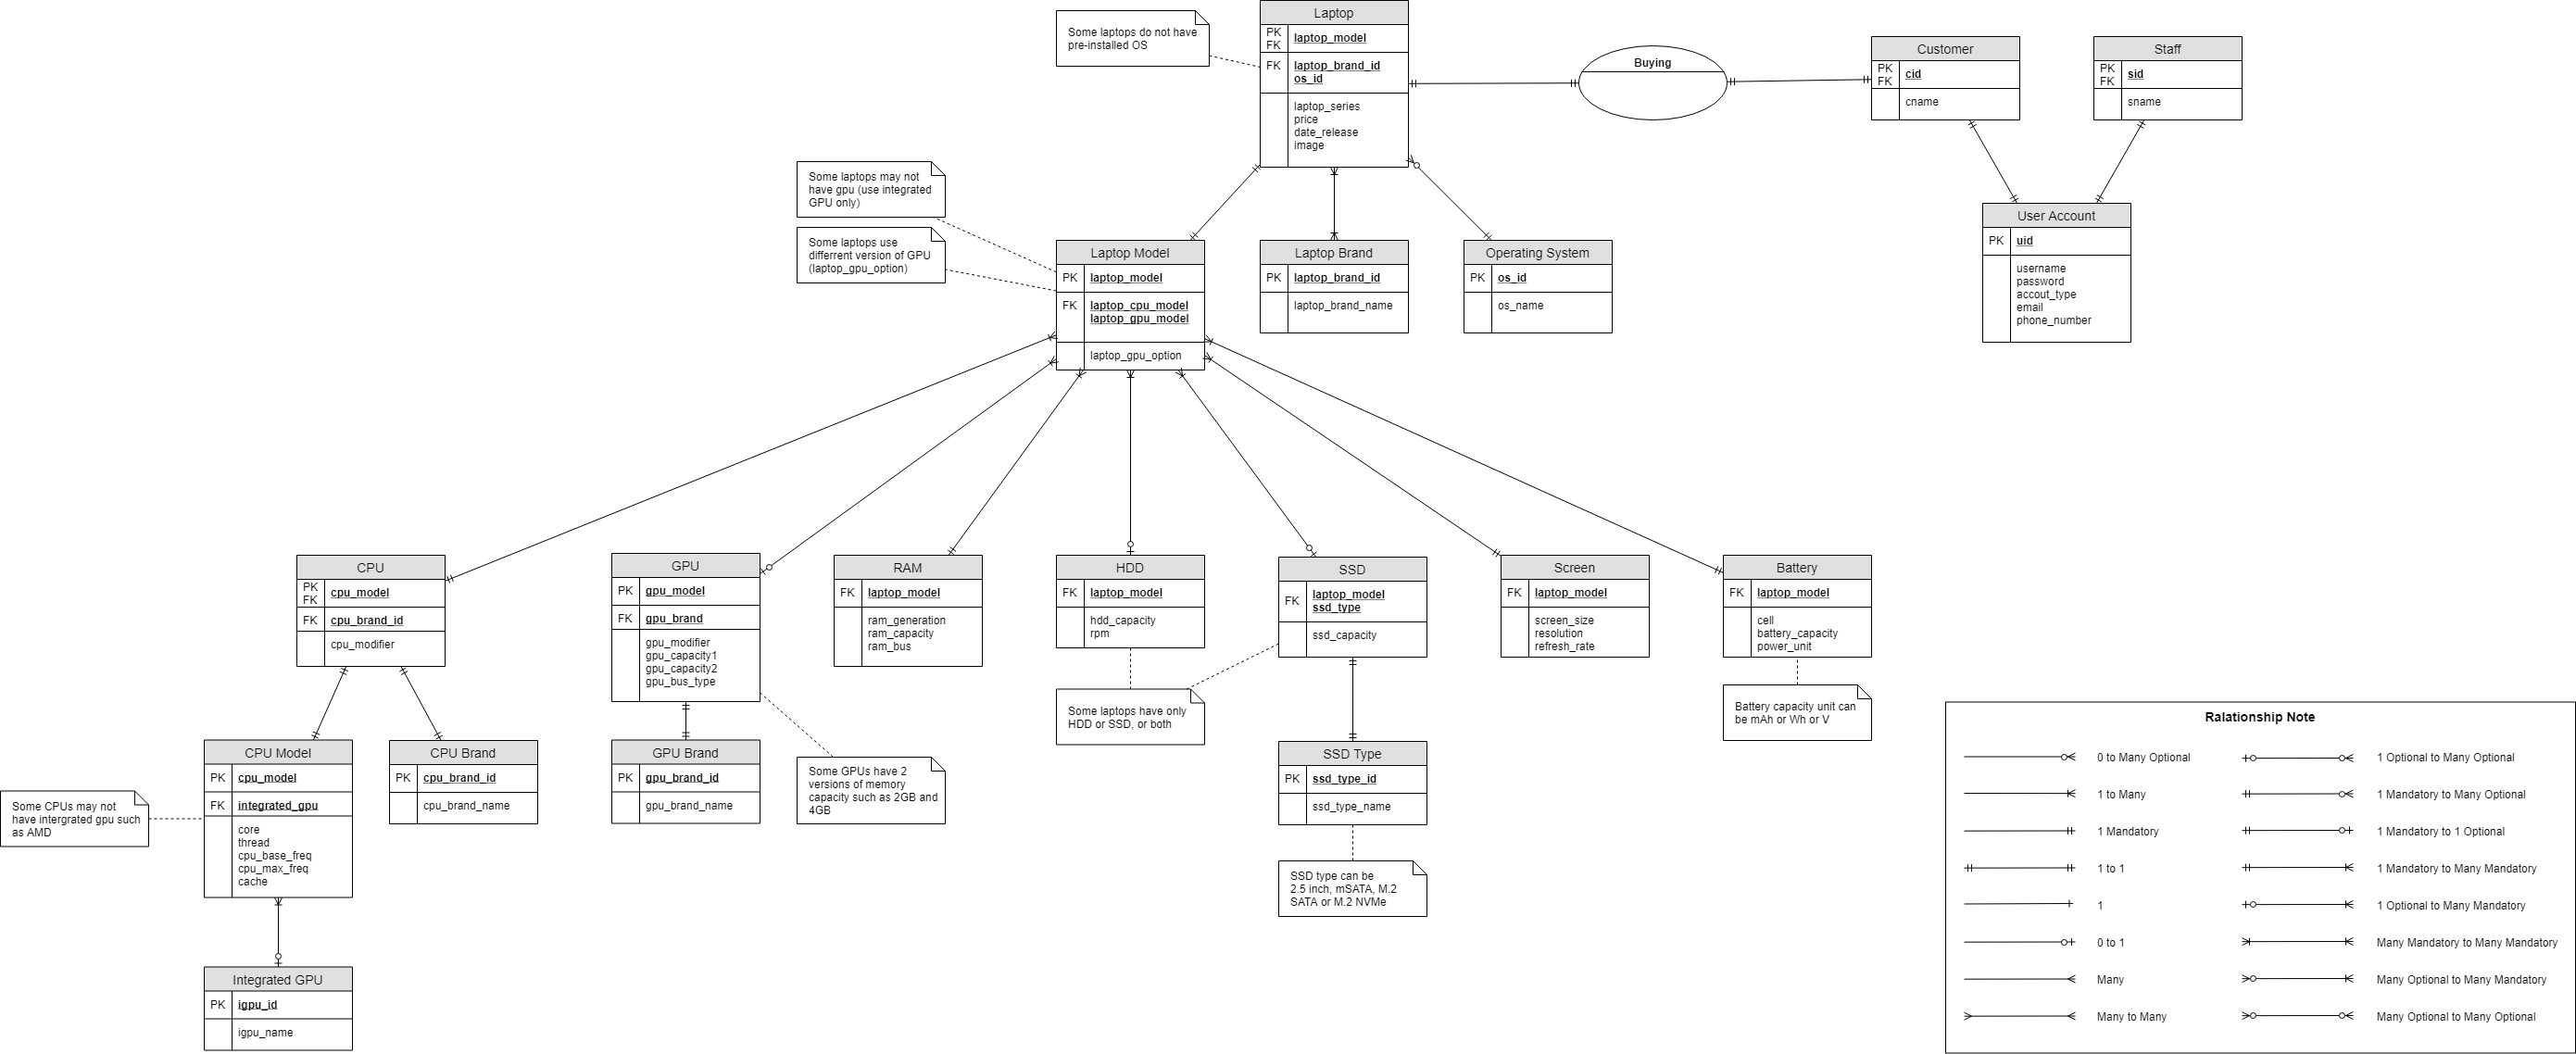 Some laptops do not have
pre-installed OS
Laptop
PK
FK
laptop_model
FK
laptop_brand_id
os_id
laptop_series
price
date_release
image
Buying
Customer
PK
FK
cid
cname
Staff
PK
FK
sid
sname
User Account
PK
uid
username
password
accout_type
email
phone_number
Some laptops may not
have gpu (use integrated
GPU only)
Some laptops use
differrent version of GPU
(laptop_gpu_option)
Laptop Model
PK
laptop_model
FK
laptop_cpu_model
laptop_gpu_model
laptop_gpu_option
Laptop Brand
PK
laptop_brand_id
laptop_brand_name
Operating System
PK
os_id
os_name
CPU
PK
FK
cpu_model
FK
cpu_brand_id
cpu_modifier
GPU
PK
gpu_model
FK
gpu_brand
gpu_modifier
gpu_capacity1
gpu_capacity2
gpu_bus_type
RAM
FK
laptop_model
ram_generation
ram_capacity
ram_bus
HDD
FK
laptop_model
hdd_capacity
rpm
SSD
FK
laptop_model
ssd_type
ssd_capacity
Screen
FK
laptop_model
screen_size
resolution
refresh_rate
Battery
FK
laptop_model
cell
battery_capacity
power_unit
Some laptops have only
HDD or SSD, or both
Battery capacity unit can
be mAh or Wh or V
CPU Model
PK
cpu_model
FK
integrated_gpu
core
thread
cpu_base_freq
cpu_max_freq
cache
CPU Brand
PK
cpu_brand_id
cpu_brand_name
GPU Brand
PK
gpu_brand_id
gpu_brand_name
Some GPUs have 2
versions of memory
capacity such as 2GB and
4GB
SSD Type
PK
ssd_type_id
ssd_type_name
SSD type can be
2.5 inch, mSATA, M.2
SATA or M.2 NVMe
Some CPUs may not
have intergrated gpu such
as AMD
Integrated GPU
PK
igpu_id
igpu_name
Ralationship Note
0 to Many Optional
1 to Many
1 Mandatory
1 to 1
1
0 to 1
Many
Many to Many
1 Optional to Many Optional
1 Mandatory to Many Optional
1 Mandatory to 1 Optional
1 Mandatory to Many Mandatory
1 Optional to Many Mandatory
Many Mandatory to Many Mandatory
Many Optional to Many Mandatory
Many Optional to Many Optional